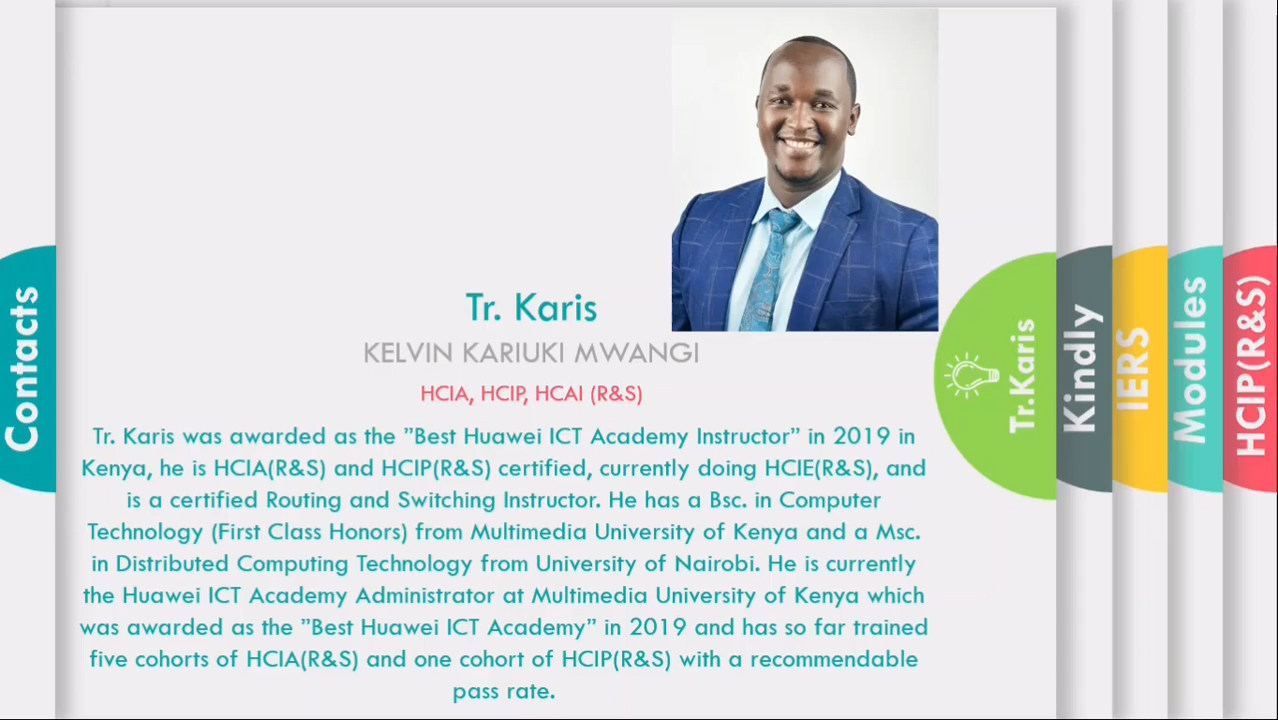 Contacts
Tr. Karis
KELVIN KARIUKI MWANGI
HCIA, HCIP, HCAI (R&S)
Tr. Karis was awarded as the ”Best Huawei ICT Academy Instructor” in 2019 in
Kenya, he is HCIA(R&S) and HCIP(R&S) certified, currently doing HCIE(R&S), and
is a certified Routing and Switching Instructor. He has a Bsc. in Computer
Technology (First Class Honors) from Multimedia University of Kenya and a Msc.
in Distributed Computing Technology from University of Nairobi. He is currently
the Huawei ICT Academy Administrator at Multimedia University of Kenya which
was awarded as the ”Best Huawei ICT Academy” in 2019 and has so far trained
five cohorts of HCIA(R&S) and one cohort of HCIP(R&S) with a recommendable
pass rate.
Tr.Karis
Kindly
IERS
Modules
HCIP(R&S)